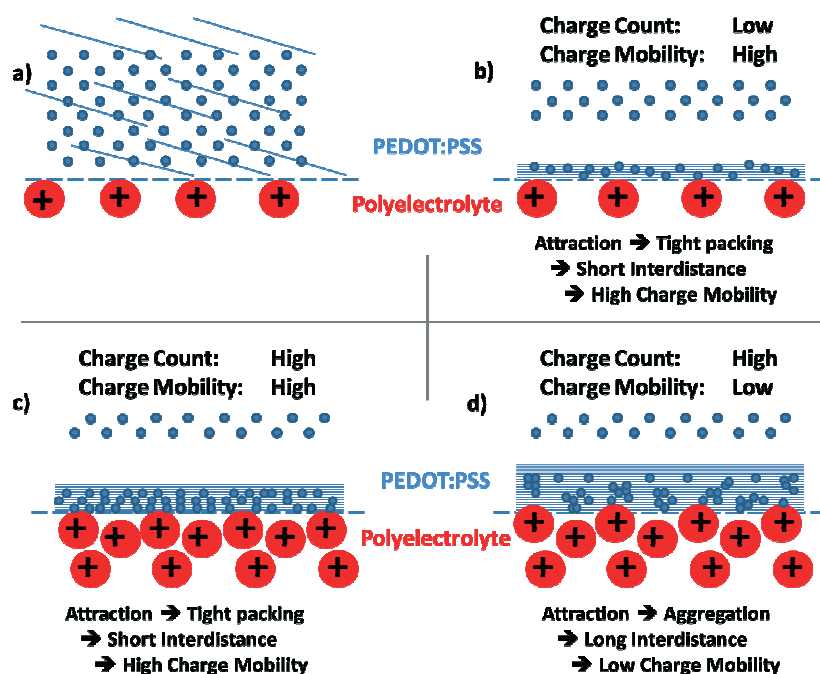 a)
PEDOT:PSS
Polyelectrolyte
+ + + +
b)
Charge Count: Low
Charge Mobility: High
+ + + +
Attraction ➔ Tight packing
➔ Short Interdistance
➔ High Charge Mobility
c)
Charge Count: High
Charge Mobility: High
PEDOT:PSS
Polyelectrolyte
+ + + + + + +
+ + + +
Attraction ➔ Tight packing
➔ Short Interdistance
➔ High Charge Mobility
d)
Charge Count: High
Charge Mobility: Low
+ + + + + + +
+ + + +
Attraction ➔ Aggregation
➔ Long Interdistance
➔ Low Charge Mobility